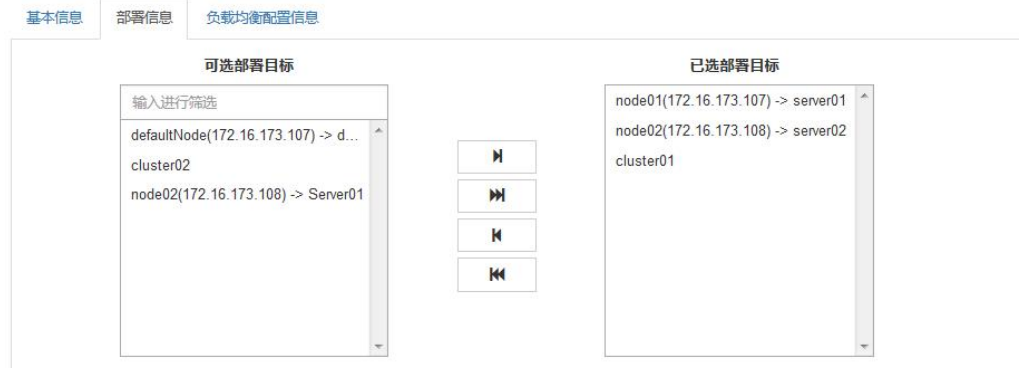 基本信息 部署信息 负载均衡配置信息
可选部署目标
输入进行筛选
defaultNode(172.16.173.107) -> d...
cluster02
node02(172.16.173.108) -> Server01
已选部署目标
node01(172.16.173.107) -> server01
node02(172.16.173.108) -> server02
cluster01